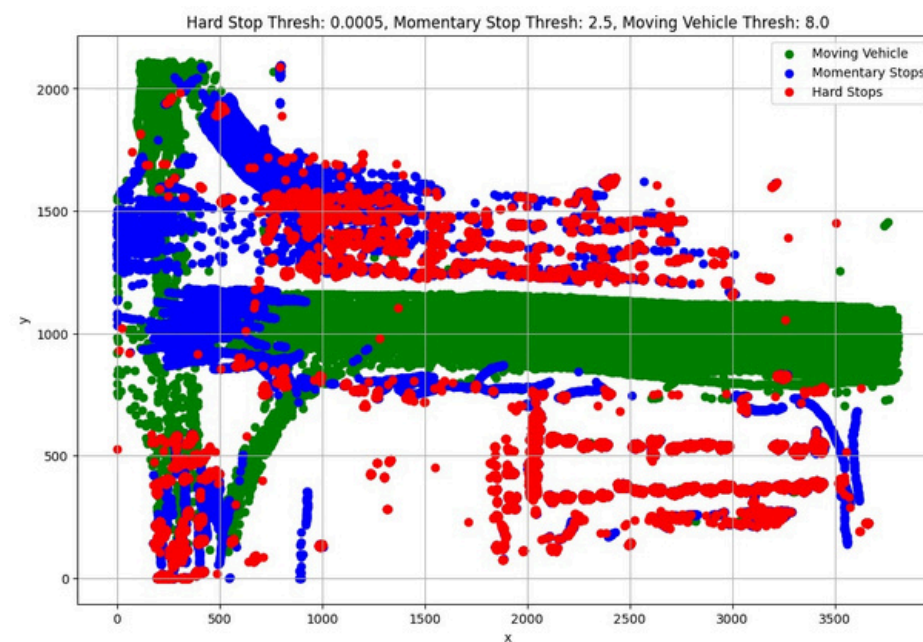 Hard Stop Thresh: 0.0005, Momentary Stop Thresh: 2.5, Moving Vehicle Thresh: 8.0
Moving Vehicle
Momentary Stops
Hard Stops
2000
1500
1000
500
0
y
0 500 1000 1500 2000 2500 3000 3500
x